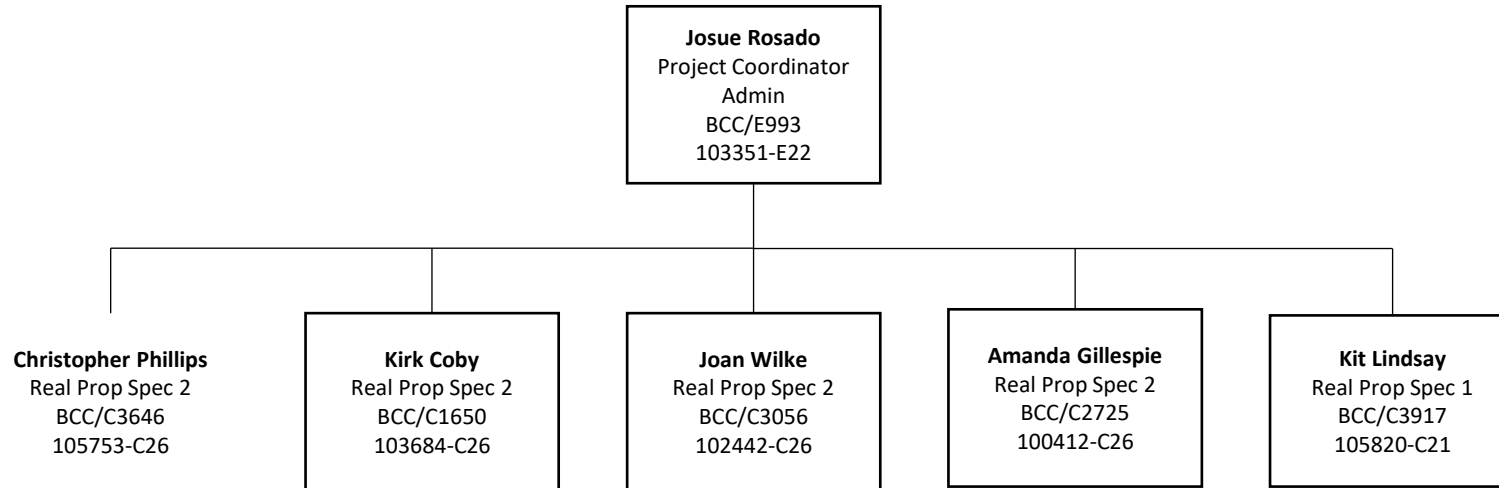 Josue Rosado
Project Coordinator
Admin
BCC/E993
103351-E22
Christopher Phillips
Real Prop Spec 2
BCC/C3646
105753-C26
Kirk Coby
Real Prop Spec 2
BCC/C1650
103684-C26
Joan Wilke
Real Prop Spec 2
BCC/C3056
102442-C26
Amanda Gillespie
Real Prop Spec 2
BCC/C2725
100412-C26
Kit Lindsay
Real Prop Spec 1
BCC/C3917
105820-C21